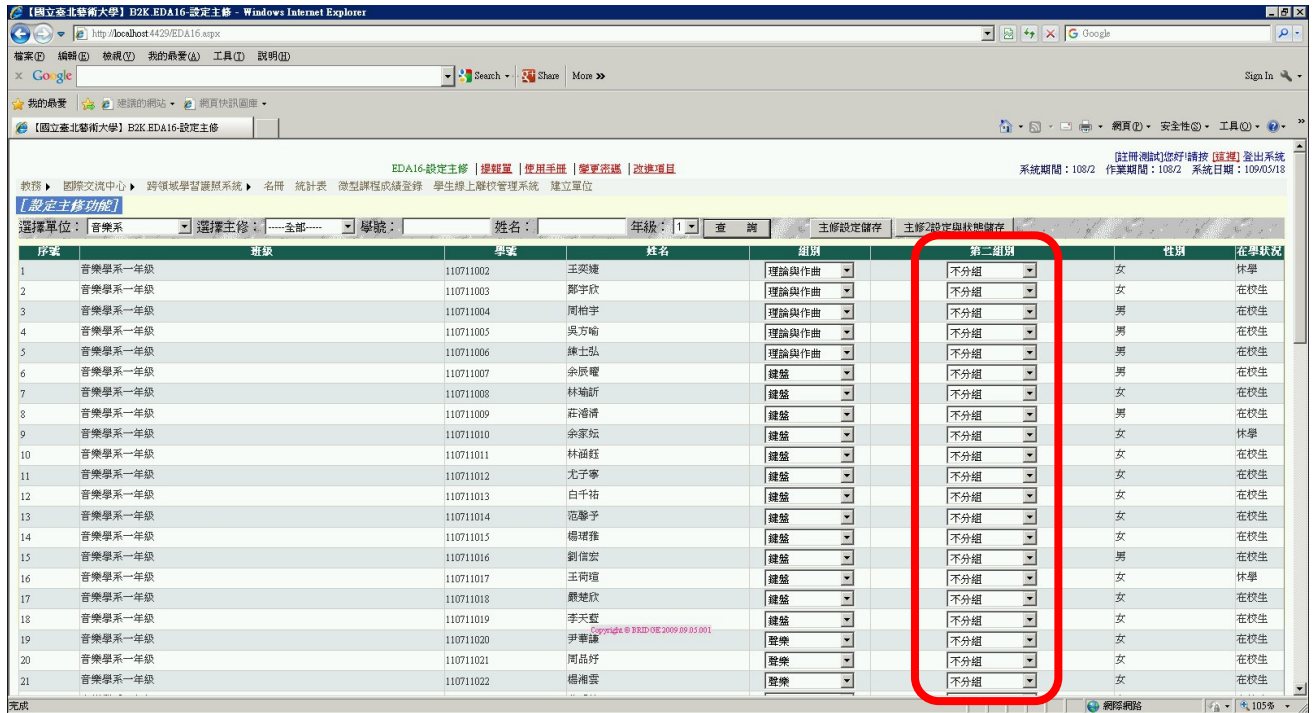 【國立臺北藝術大學】B2K.EDA16-設定主修 - Windows Internet Explorer
http://localhost:4429/EDA16.aspx Google
檔案(F) 編輯(E) 檢視(V) 我的最愛(A) 工具(T) 說明(H)
× Google Search Share More » Sign In
我的最愛 建議的網站 網頁快訊圖庫
【國立臺北藝術大學】B2K.EDA16-設定主修 網頁(P) 安全性(S) 工具(O) »
[註冊測試]您好!請按 [這裡] 登出系統
EDA16-設定主修 |提報單 |使用手冊 |變更密碼 |改進項目 系統期間：108/2 作業期間：108/2 系統日期：109/05/18
教務 國際交流中心 跨領域學習護照系統 名冊 統計表 微型課程成績登錄 學生線上離校管理系統 建立單位
[設定主修功能]
選擇單位： 音樂系 選擇主修： -----全部----- 學號： 姓名： 年級： 1 查 詢 主修設定儲存 主修2設定與狀態儲存
序號 班級 學號 姓名 組別 第二組別 性別 在學狀況
1 音樂學系一年級 110711002 王奕婕 理論與作曲 不分組 女 休學
2 音樂學系一年級 110711003 鄭宇欣 理論與作曲 不分組 女 在校生
3 音樂學系一年級 110711004 周柏宇 理論與作曲 不分組 男 在校生
4 音樂學系一年級 110711005 吳方喻 理論與作曲 不分組 男 在校生
5 音樂學系一年級 110711006 練士弘 理論與作曲 不分組 男 在校生
6 音樂學系一年級 110711007 余辰曜 鍵盤 不分組 男 在校生
7 音樂學系一年級 110711008 林瑜訢 鍵盤 不分組 女 在校生
8 音樂學系一年級 110711009 鍵盤 不分組 男 在校生
9 音樂學系一年級 110711010 余家妘 鍵盤 不分組 女 休學
10 音樂學系一年級 110711011 林涵鈺 鍵盤 不分組 女 在校生
11 音樂學系一年級 110711012 尤子寧 鍵盤 不分組 女 在校生
12 音樂學系一年級 110711013 白千祐 鍵盤 不分組 女 在校生
13 音樂學系一年級 110711014 范馨予 鍵盤 不分組 女 在校生
14 音樂學系一年級 110711015 楊珺雅 鍵盤 不分組 女 在校生
15 音樂學系一年級 110711016 劉信宏 鍵盤 不分組 男 在校生
16 音樂學系一年級 110711017 王荷瑄 鍵盤 不分組 女 休學
17 音樂學系一年級 110711018 嚴楚欣 鍵盤 不分組 女 在校生
18 音樂學系一年級 110711019 李天藍 鍵盤 不分組 女 在校生
Copyright © BRIDGE 2009.09.05.001
19 音樂學系一年級 110711020 尹華謙 聲樂 不分組 女 在校生
20 音樂學系一年級 110711021 周品妤 聲樂 不分組 女 在校生
21 音樂學系一年級 110711022 楊湘雲 聲樂 不分組 女 在校生
完成 網際網路 105%